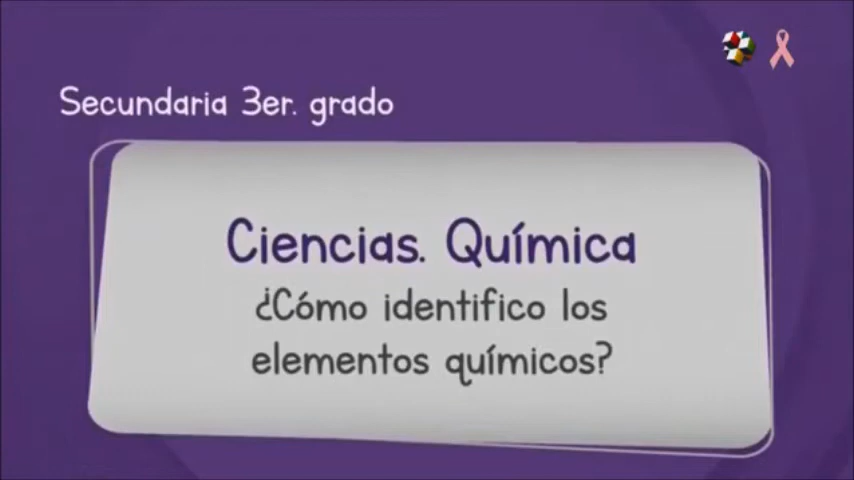 Secundaria 3er. grado
Ciencias. Química
¿Cómo identifico los
elementos químicos?